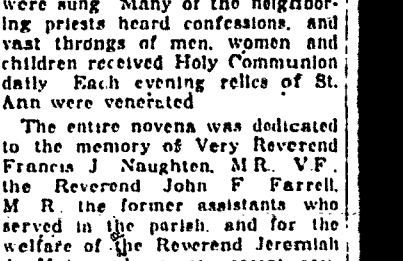 were sung Many of the neighbor-
ing priests heard confessions, and
vast throngs of men, women and
children received Holy Communion
daily Each evening relics of St.
Ann were venerated
The entire novena was dedicated
to the memory of Very Reverend
Francis J Naughten, M R., V.F.,
the Reverend John F Farrell,
M R. the former assistants who
served in the parish, and for the
welfare of the Reverend Jeremiah